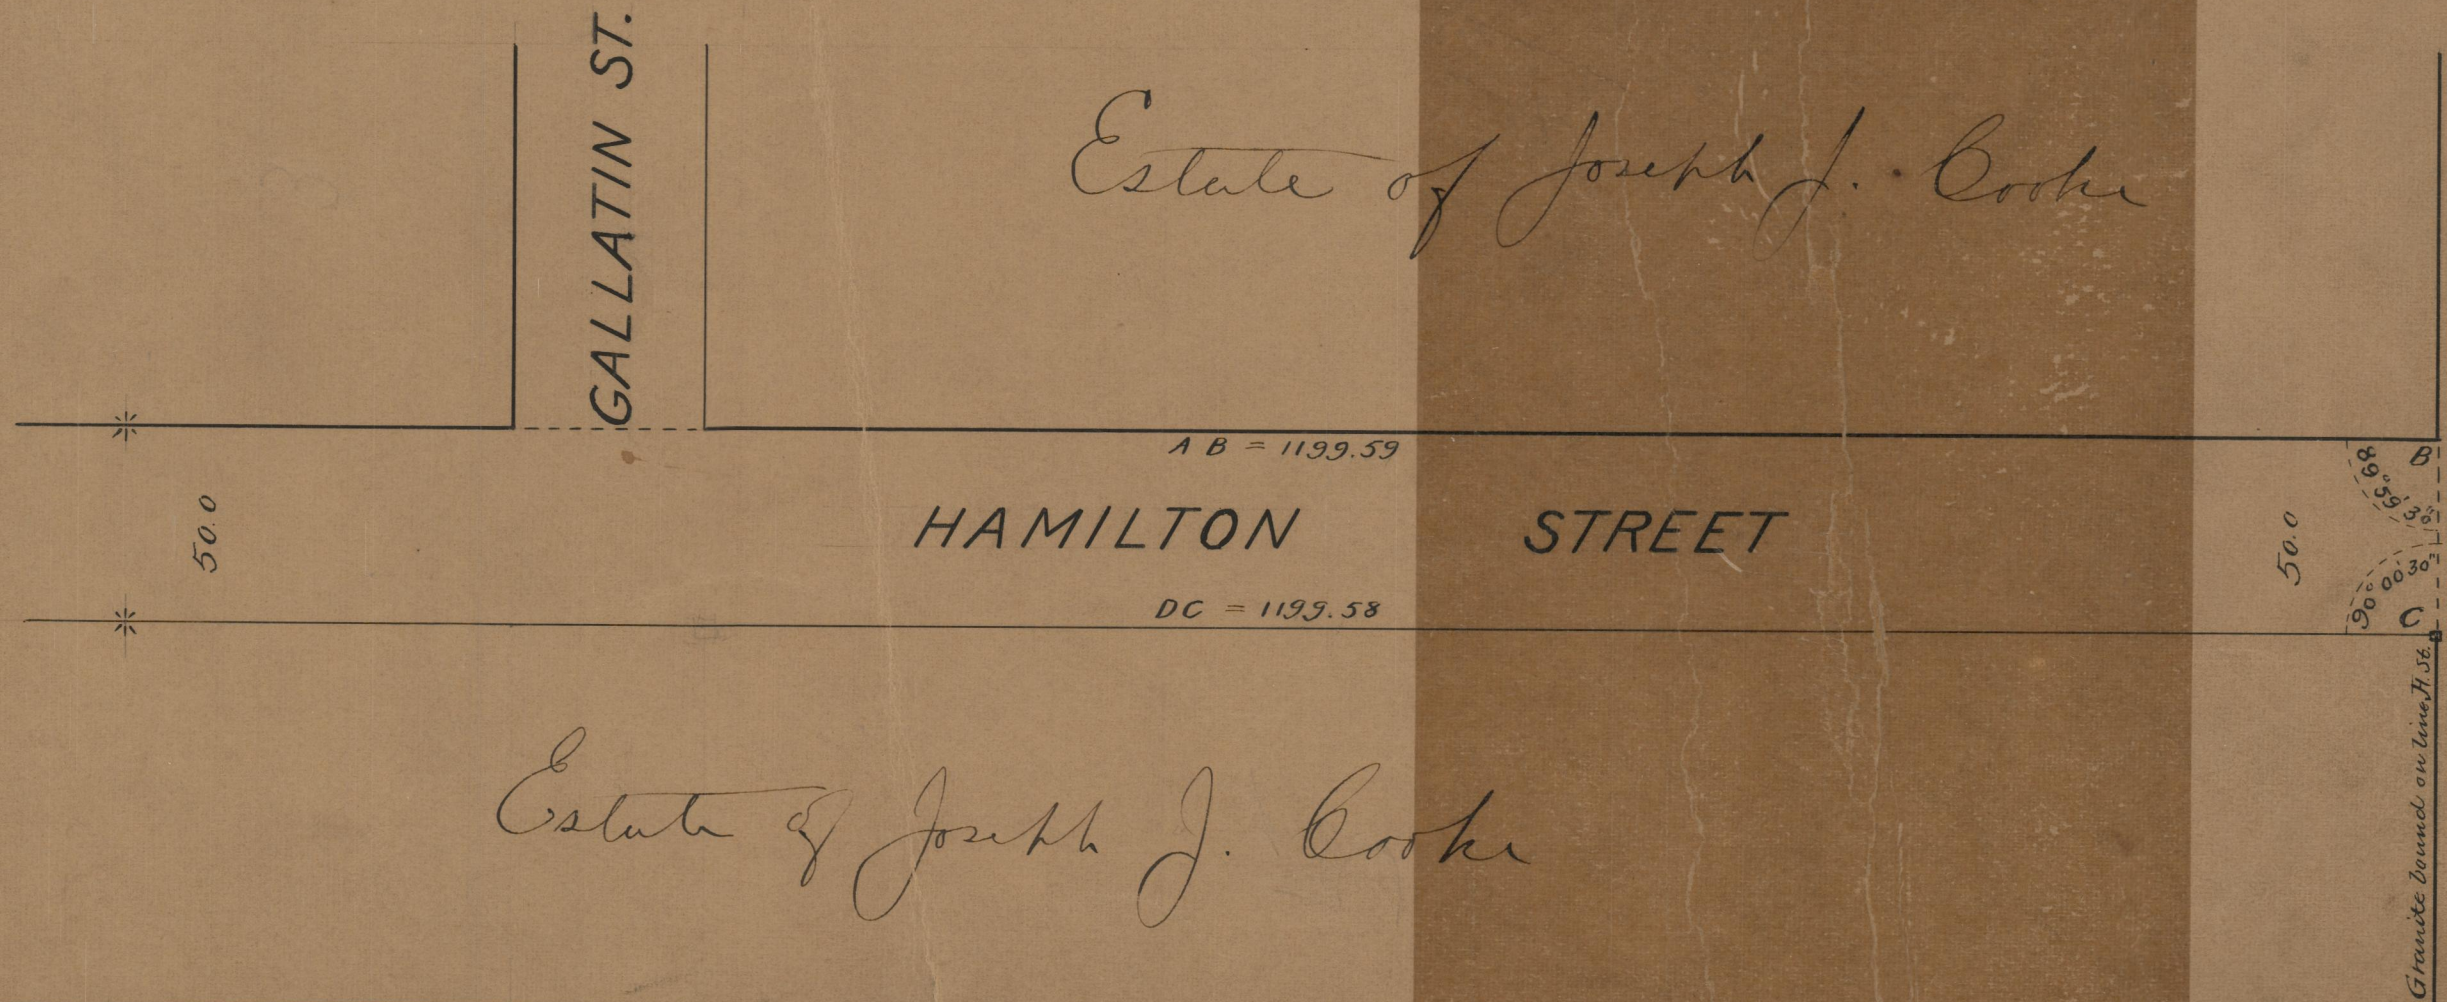 GALLATIN ST.
Estate of Joseph J. Cooke
A B = 1199.59
B
89° 59' 30"
50.0
HAMILTON STREET
50.0
90° 00' 30"
DC = 1199.58
C
Granite bound on line H. St.
Estate of Joseph J. Cooke